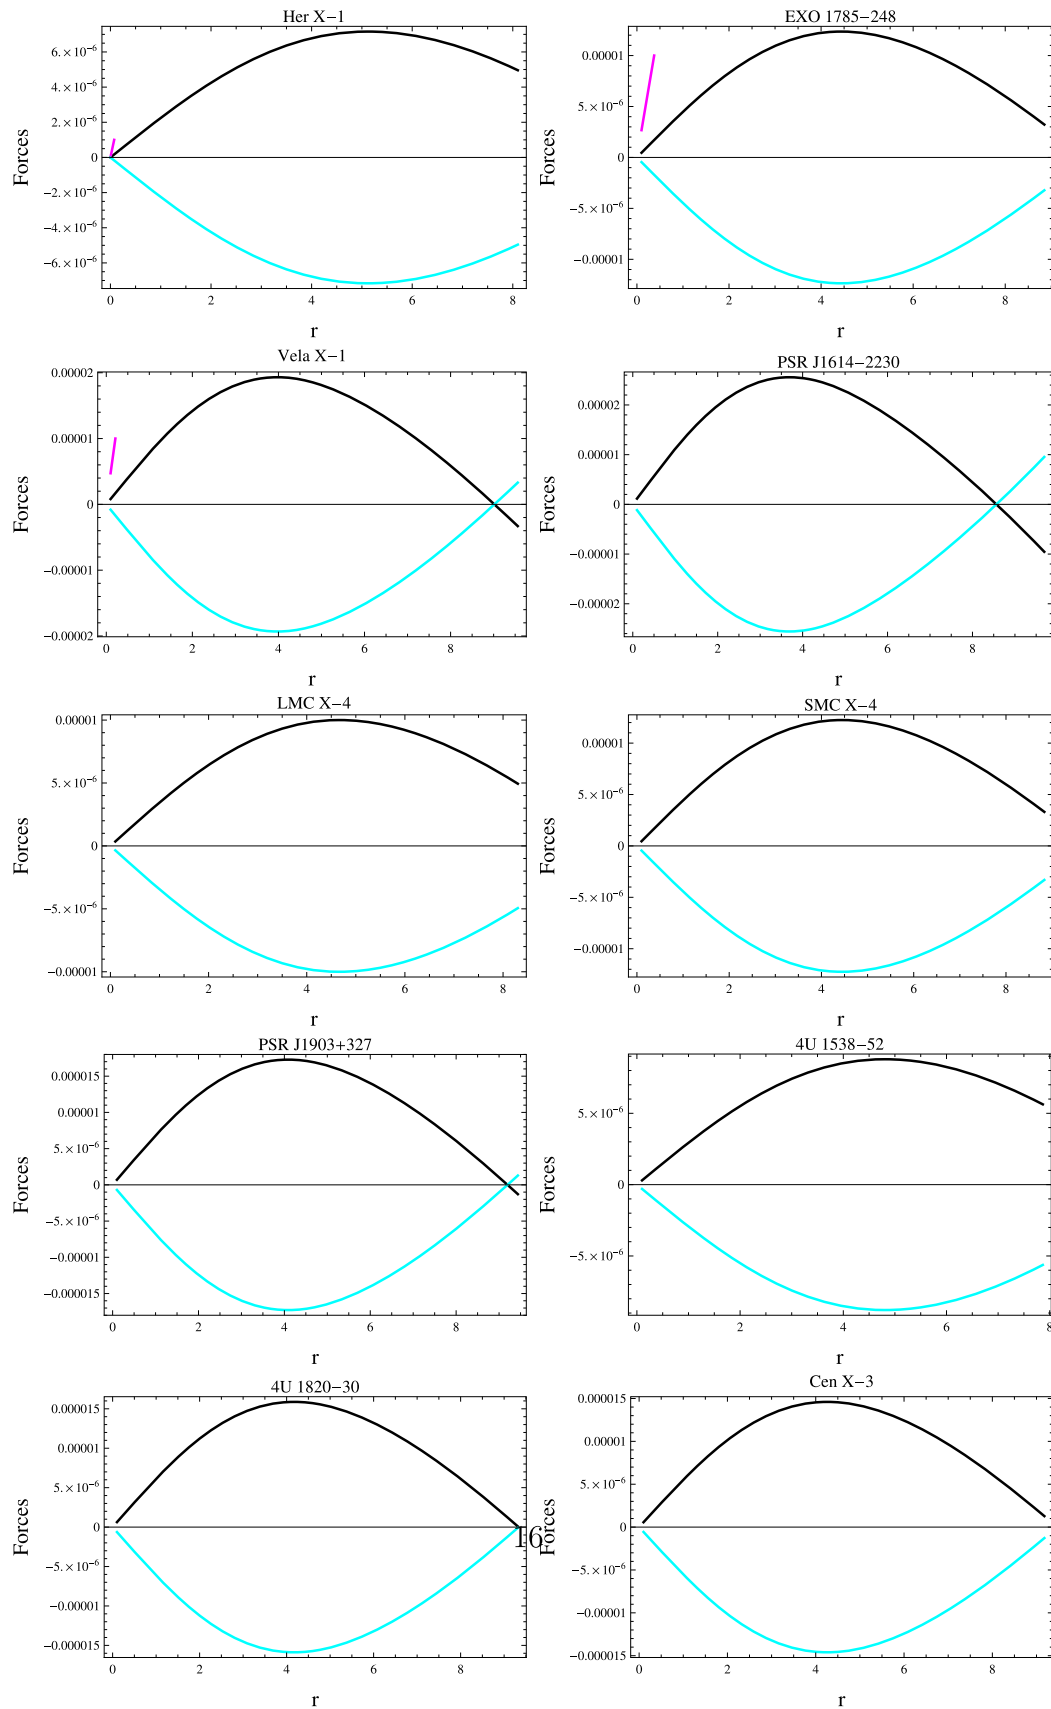 Her X−1
Forces
6.×10⁻⁶
4.×10⁻⁶
2.×10⁻⁶
0
−2.×10⁻⁶
−4.×10⁻⁶
−6.×10⁻⁶
0 2 4 6 8
r
EXO 1785−248
Forces
0.00001
5.×10⁻⁶
0
−5.×10⁻⁶
−0.00001
0 2 4 6 8
r
Vela X−1
Forces
0.00002
0.00001
0
−0.00001
−0.00002
0 2 4 6 8
r
PSR J1614−2230
Forces
0.00002
0.00001
0
−0.00001
−0.00002
0 2 4 6 8
r
LMC X−4
Forces
0.00001
5.×10⁻⁶
0
−5.×10⁻⁶
−0.00001
0 2 4 6 8
r
SMC X−4
Forces
0.00001
5.×10⁻⁶
0
−5.×10⁻⁶
−0.00001
0 2 4 6 8
r
PSR J1903+327
Forces
0.000015
0.00001
5.×10⁻⁶
0
−5.×10⁻⁶
−0.00001
−0.000015
0 2 4 6 8
r
4U 1538−52
Forces
5.×10⁻⁶
0
−5.×10⁻⁶
0 2 4 6 8
r
4U 1820−30
Forces
0.000015
0.00001
5.×10⁻⁶
0
−5.×10⁻⁶
−0.00001
−0.000015
0 2 4 6 8
r
Cen X−3
Forces
0.000015
0.00001
5.×10⁻⁶
0
−5.×10⁻⁶
−0.00001
−0.000015
0 2 4 6 8
r
16